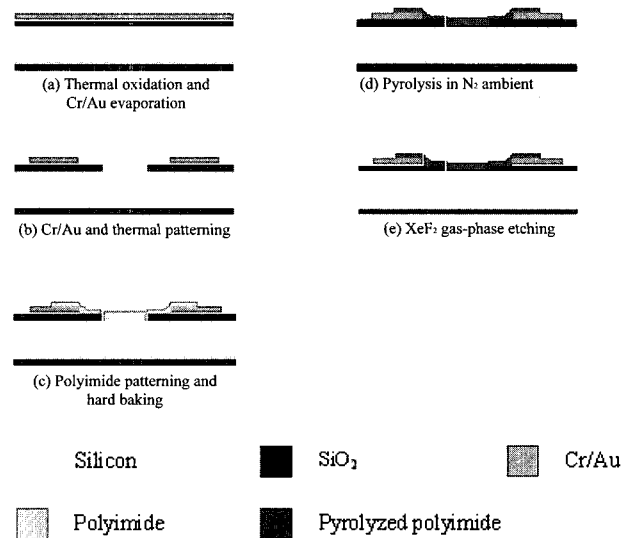 (a) Thermal oxidation and
Cr/Au evaporation
(b) Cr/Au and thermal patterning
(c) Polyimide patterning and
hard baking
(d) Pyrolysis in N₂ ambient
(e) XeF₂ gas-phase etching
Silicon
SiO₂
Cr/Au
Polyimide
Pyrolyzed polyimide